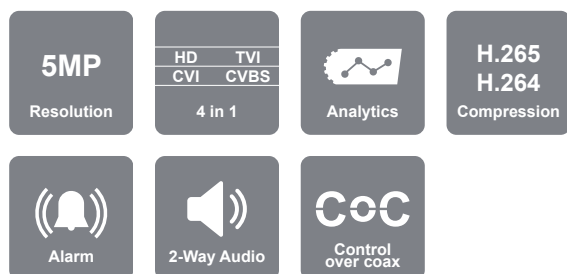 5MP
Resolution
HD TVI
CVI CVBS
4 in 1
Analytics
H.265
H.264
Compression
Alarm
2-Way Audio
CoC
Control
over coax